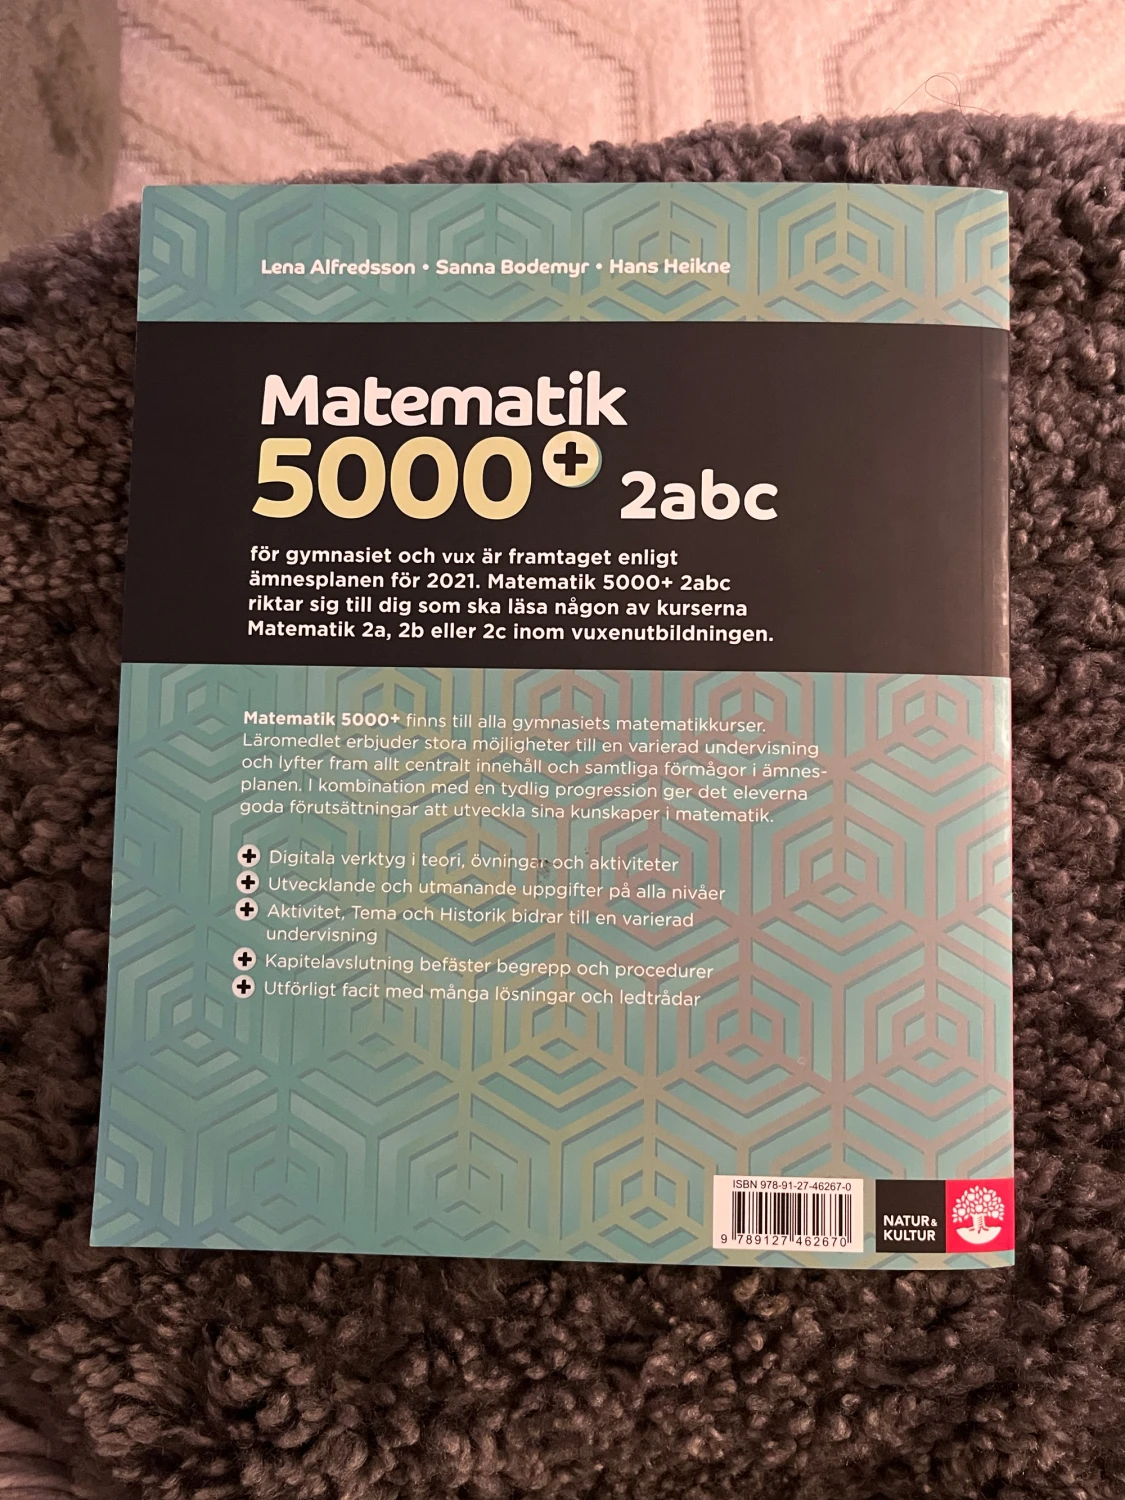 Lena Alfredsson • Sanna Bodemyr • Hans Heikne
Matematik
5000+ 2abc
för gymnasiet och vux är framtaget enligt
ämnesplanen för 2021. Matematik 5000+ 2abc
riktar sig till dig som ska läsa någon av kurserna
Matematik 2a, 2b eller 2c inom vuxenutbildningen.
Matematik 5000+ finns till alla gymnasiets matematikkurser.
Läromedlet erbjuder stora möjligheter till en varierad undervisning
och lyfter fram allt centralt innehåll och samtliga förmågor i ämnes-
planen. I kombination med en tydlig progression ger det eleverna
goda förutsättningar att utveckla sina kunskaper i matematik.
+ Digitala verktyg i teori, övningar och aktiviteter
+ Utvecklande och utmanande uppgifter på alla nivåer
+ Aktivitet, Tema och Historik bidrar till en varierad
undervisning
+ Kapitelavslutning befäster begrepp och procedurer
+ Utförligt facit med många lösningar och ledtrådar
ISBN 978-91-27-46267-0
9 789127 462670
NATUR &
KULTUR